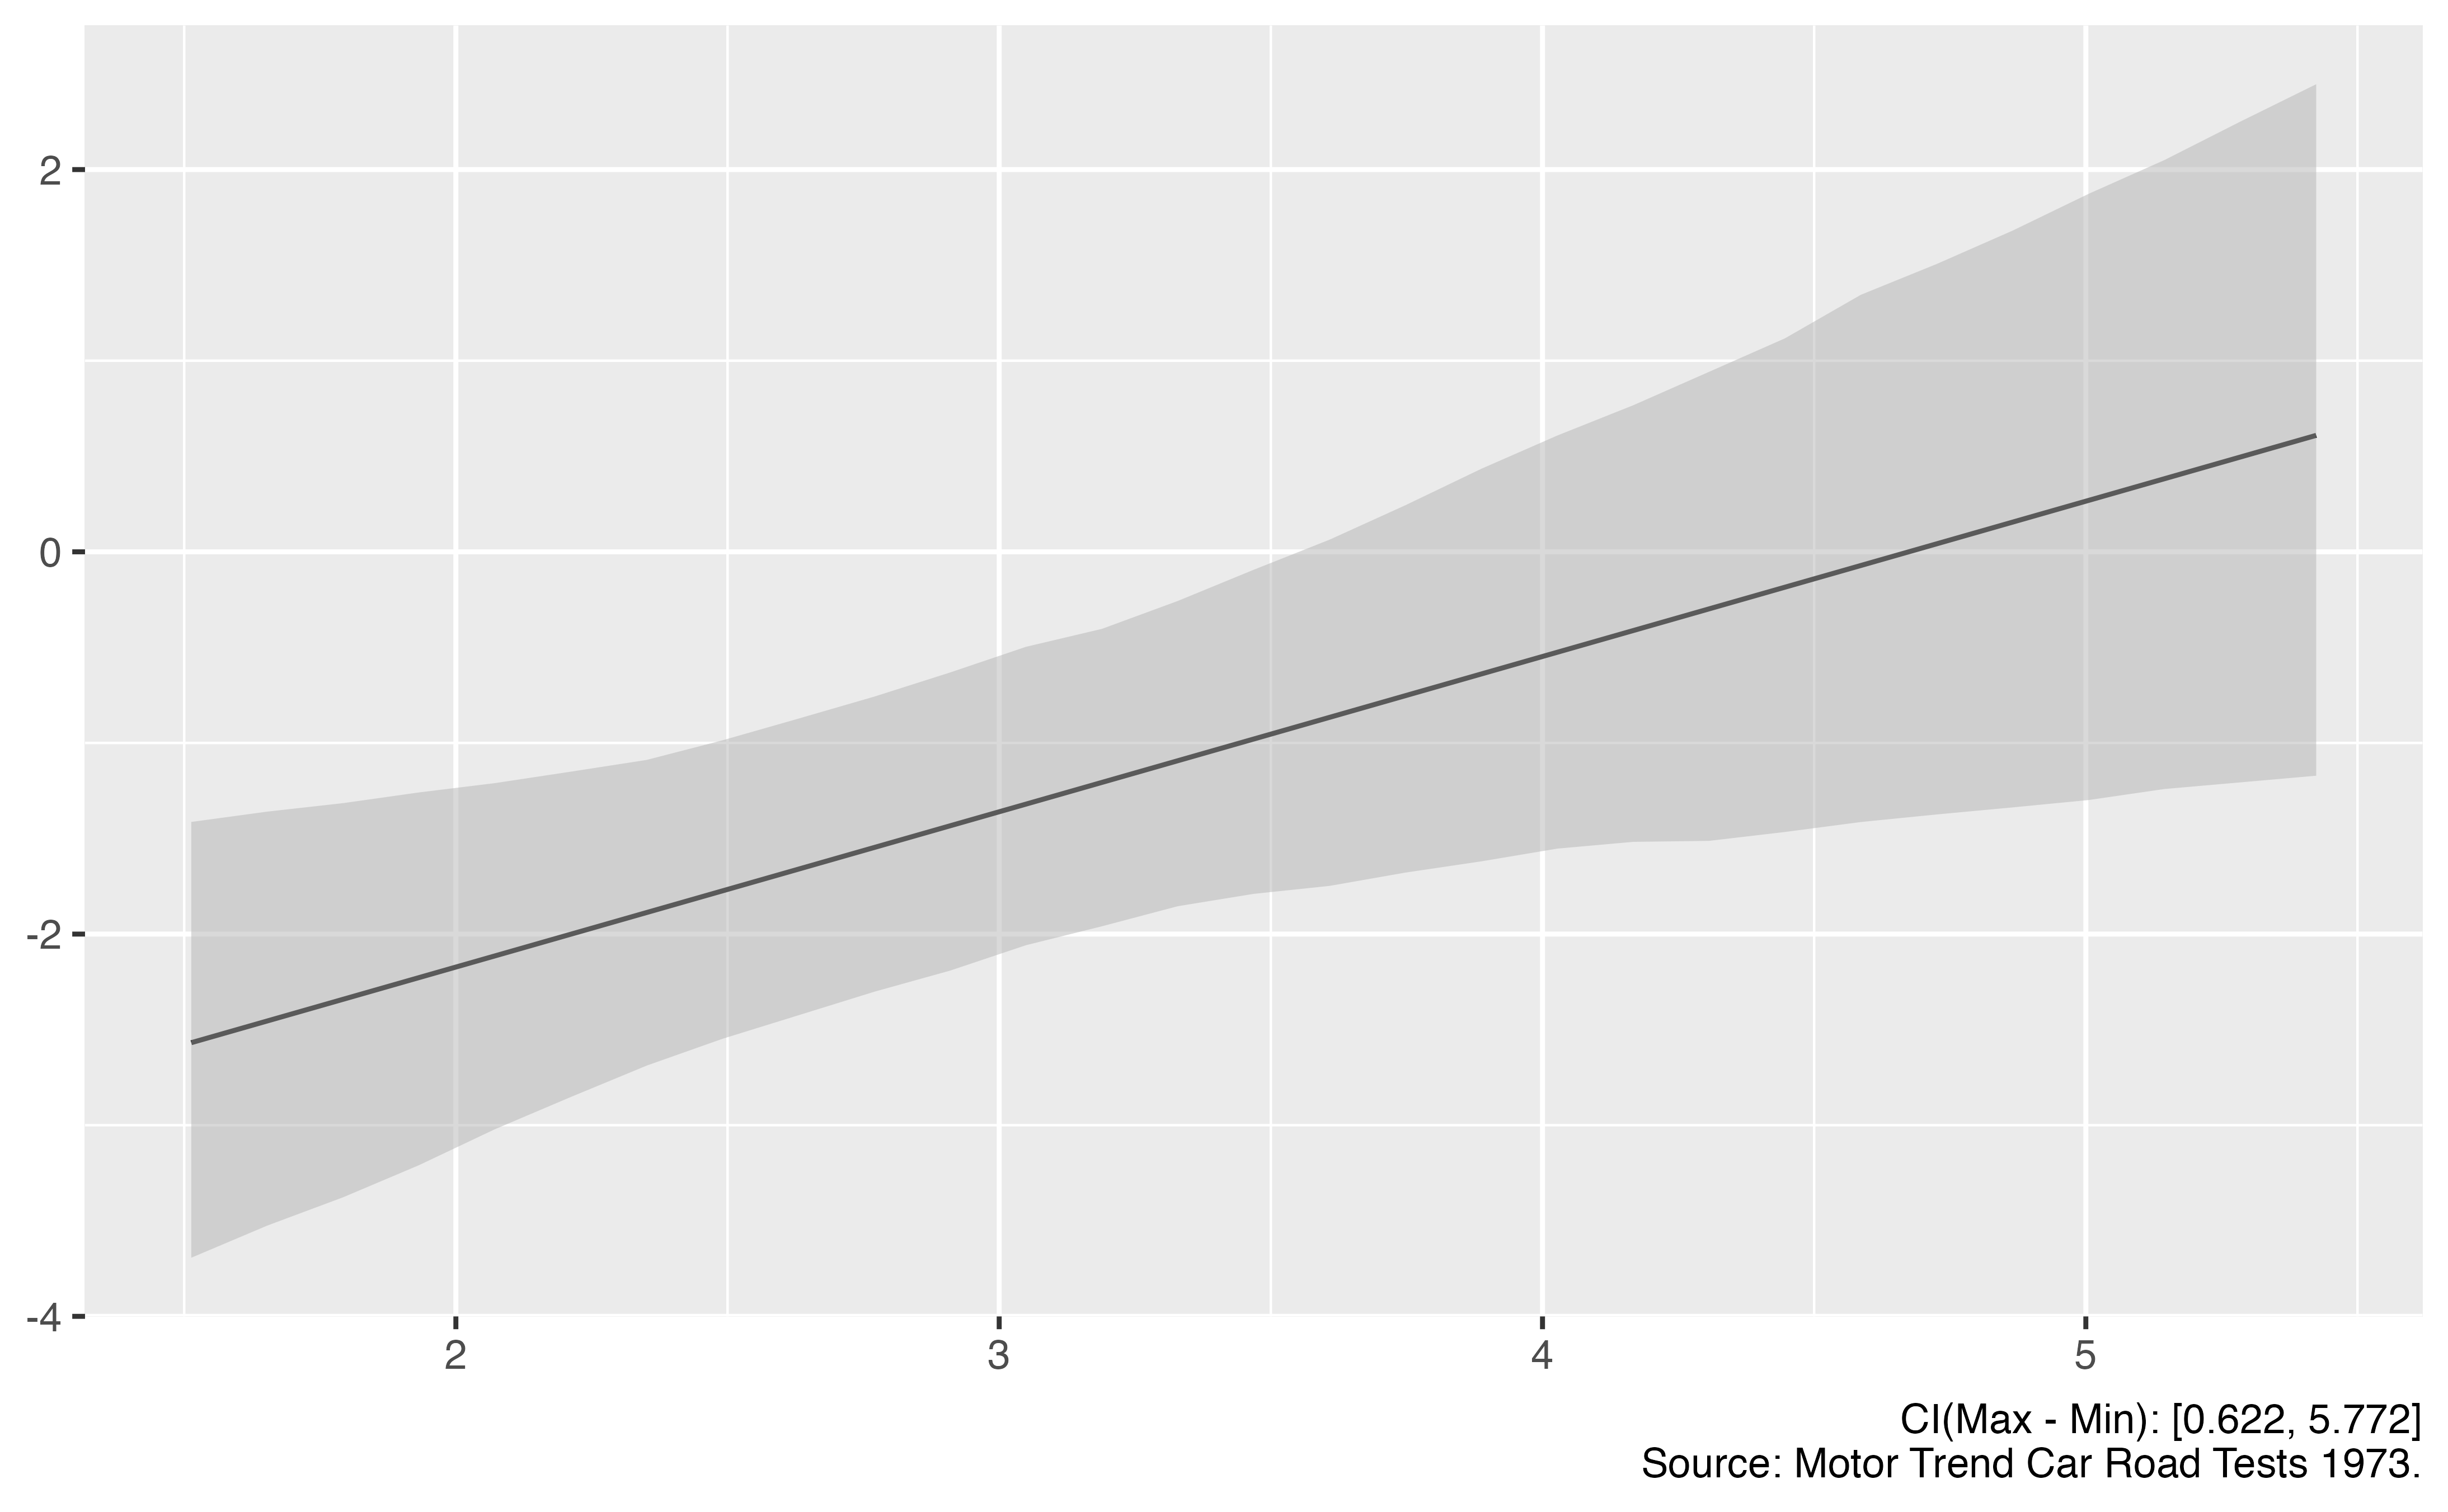 2
0
-2
-4
2 3 4 5
CI(Max - Min): [0.622, 5.772]
Source: Motor Trend Car Road Tests 1973.